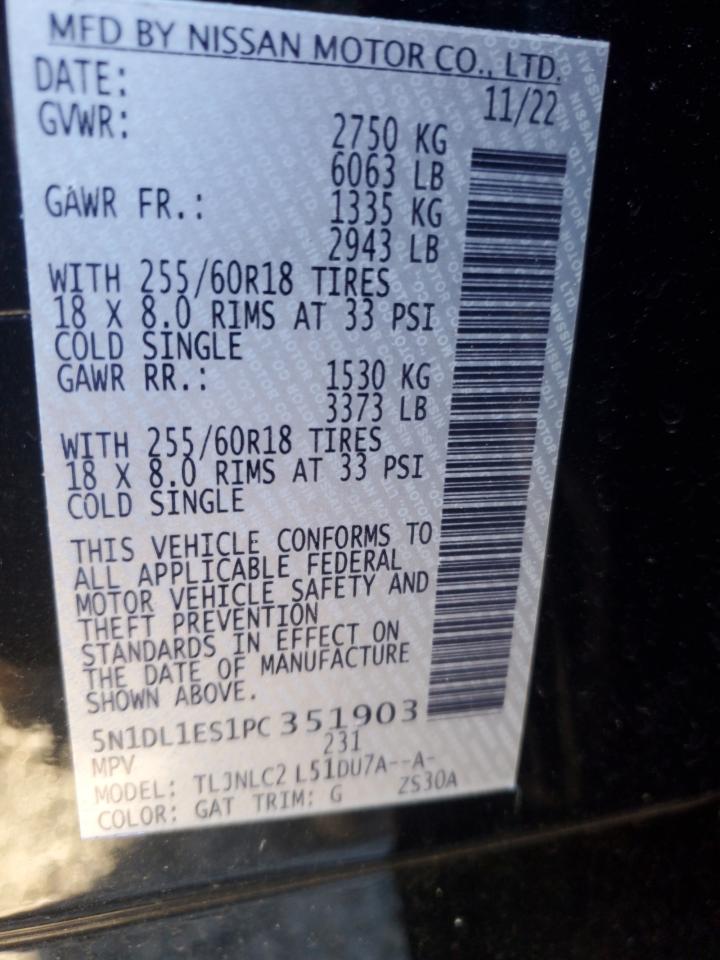 MFD BY NISSAN MOTOR CO., LTD.
DATE: 11/22
GVWR: 2750 KG
6063 LB
GAWR FR.: 1335 KG
2943 LB
WITH 255/60R18 TIRES
18 X 8.0 RIMS AT 33 PSI
COLD SINGLE
GAWR RR.: 1530 KG
3373 LB
WITH 255/60R18 TIRES
18 X 8.0 RIMS AT 33 PSI
COLD SINGLE
THIS VEHICLE CONFORMS TO
ALL APPLICABLE FEDERAL
MOTOR VEHICLE SAFETY AND
THEFT PREVENTION
STANDARDS IN EFFECT ON
THE DATE OF MANUFACTURE
SHOWN ABOVE.
5N1DL1ES1PC351903
MPV 231
MODEL: TLJNLC2 L51DU7A--A-
COLOR: GAT TRIM: G ZS30A